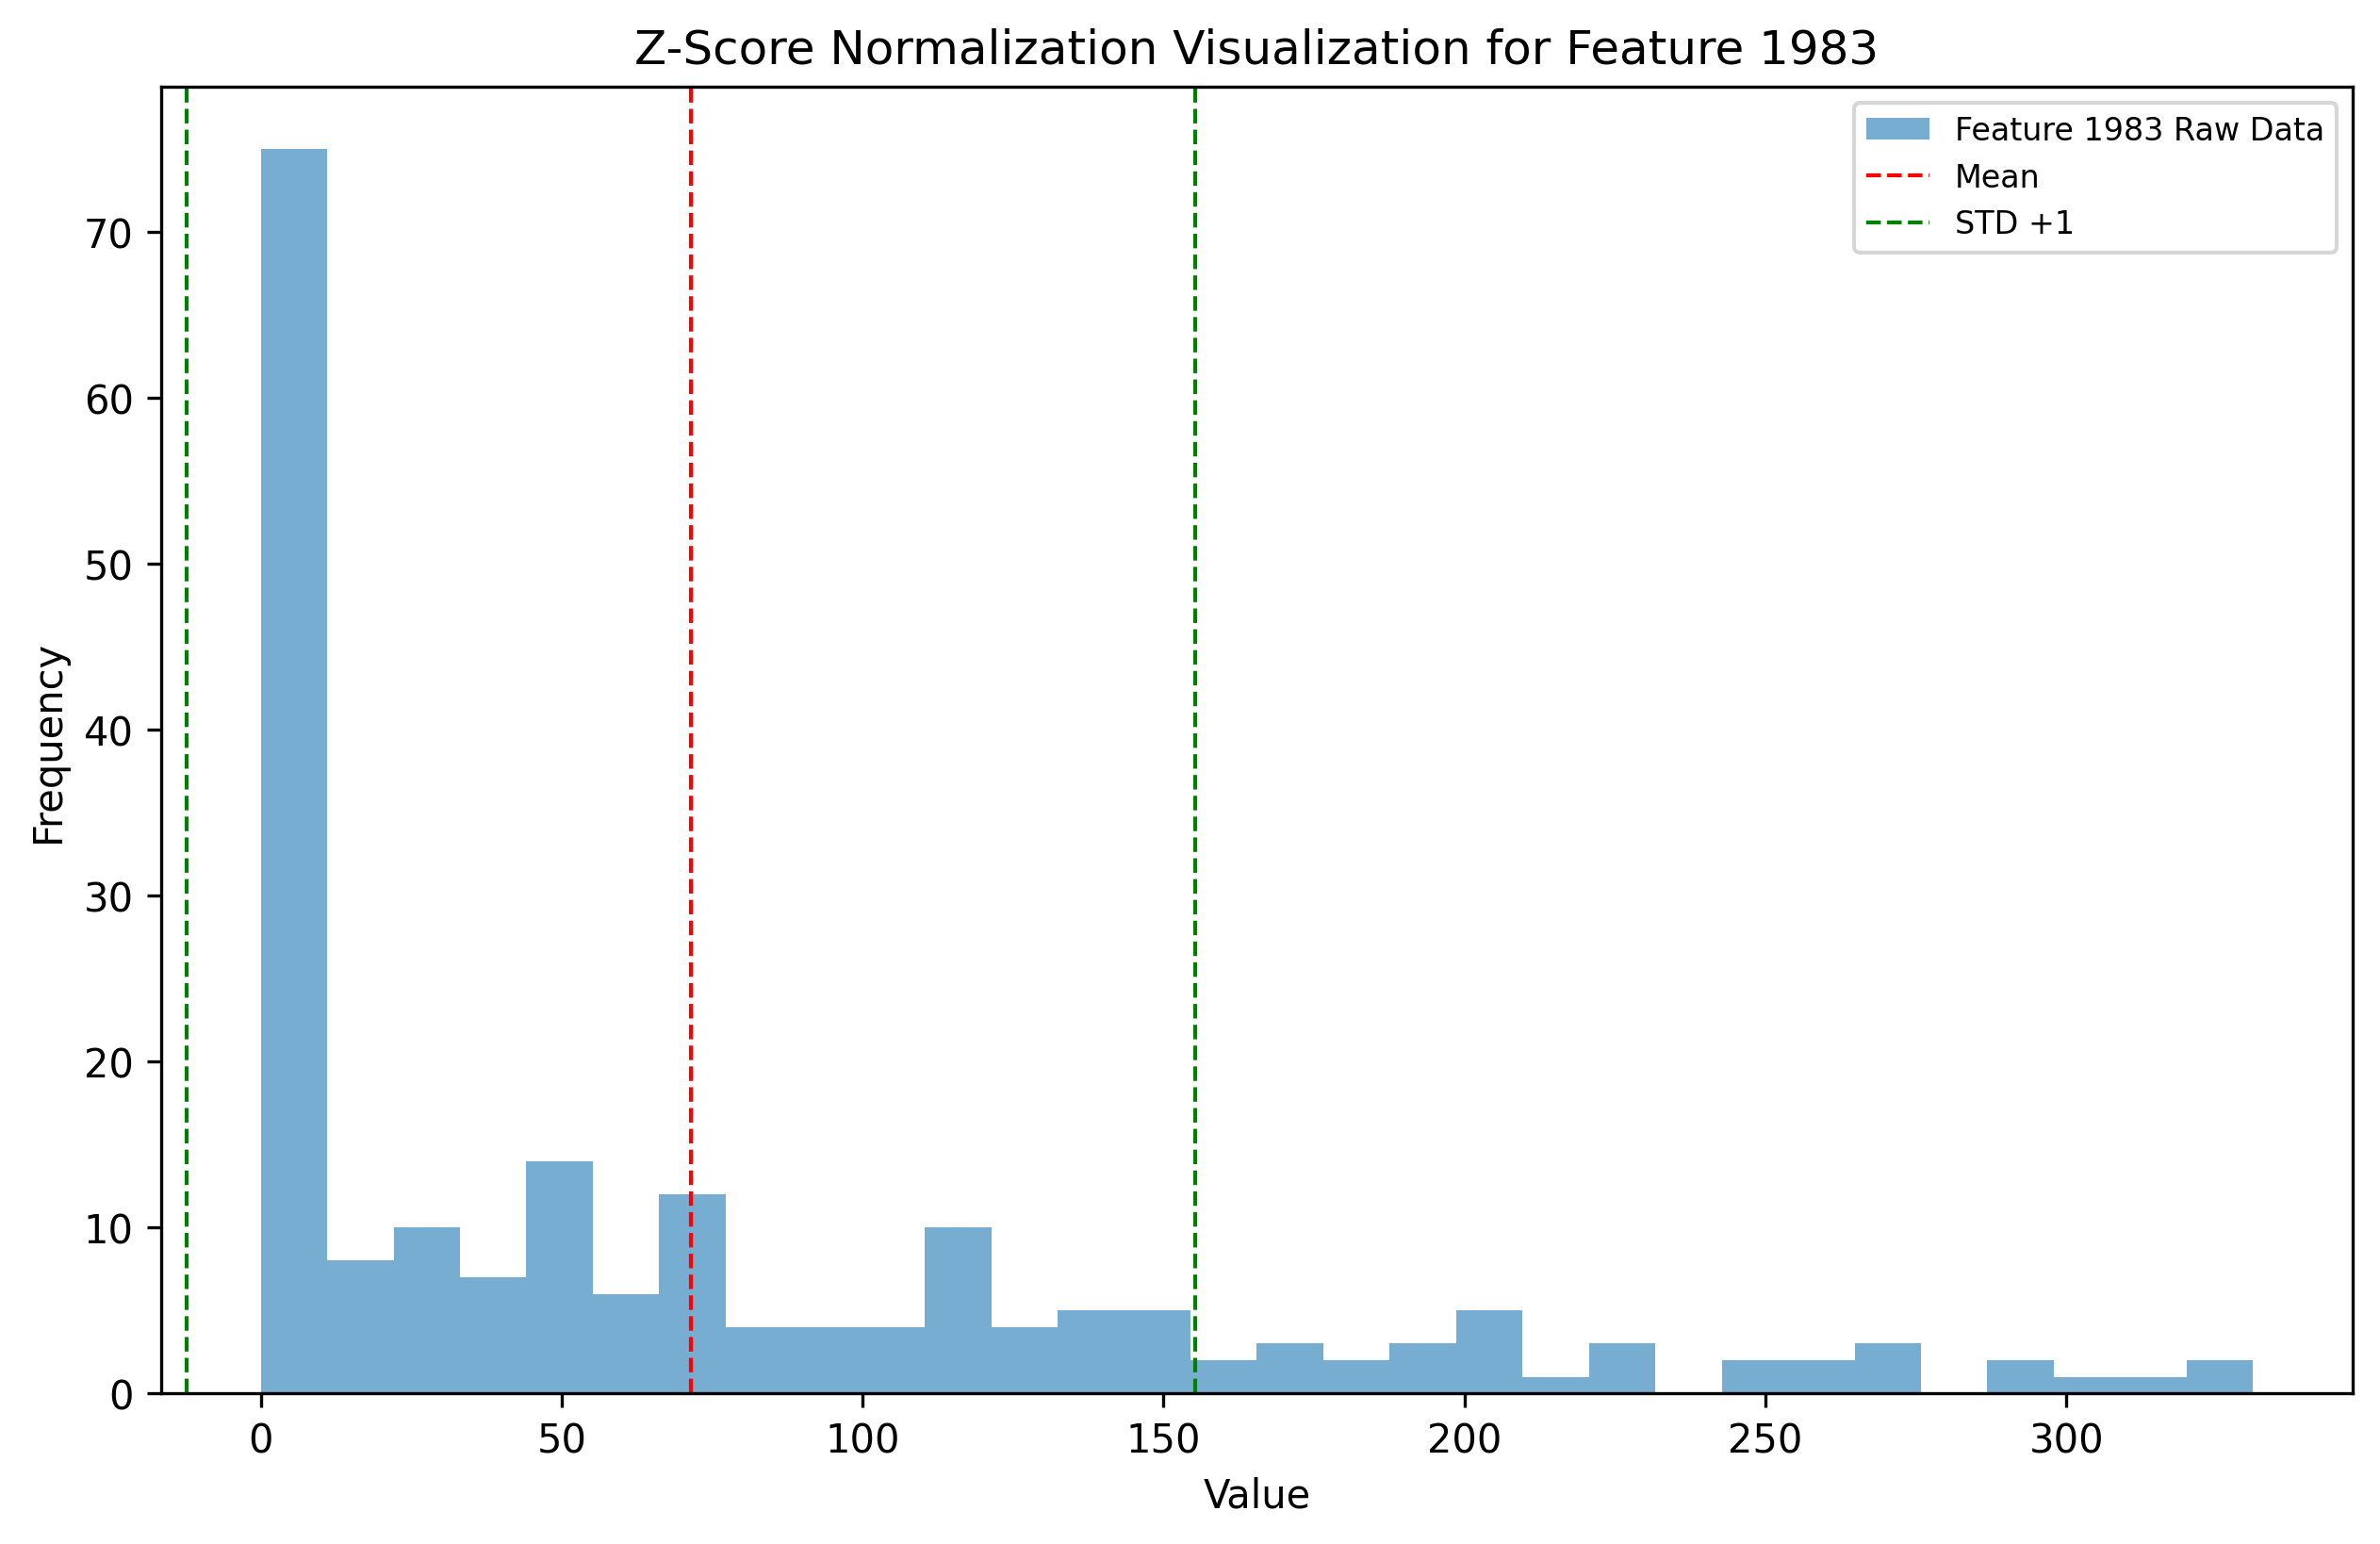 Z-Score Normalization Visualization for Feature 1983
Feature 1983 Raw Data
Mean
STD +1
Frequency
70
60
50
40
30
20
10
0
0 50 100 150 200 250 300
Value